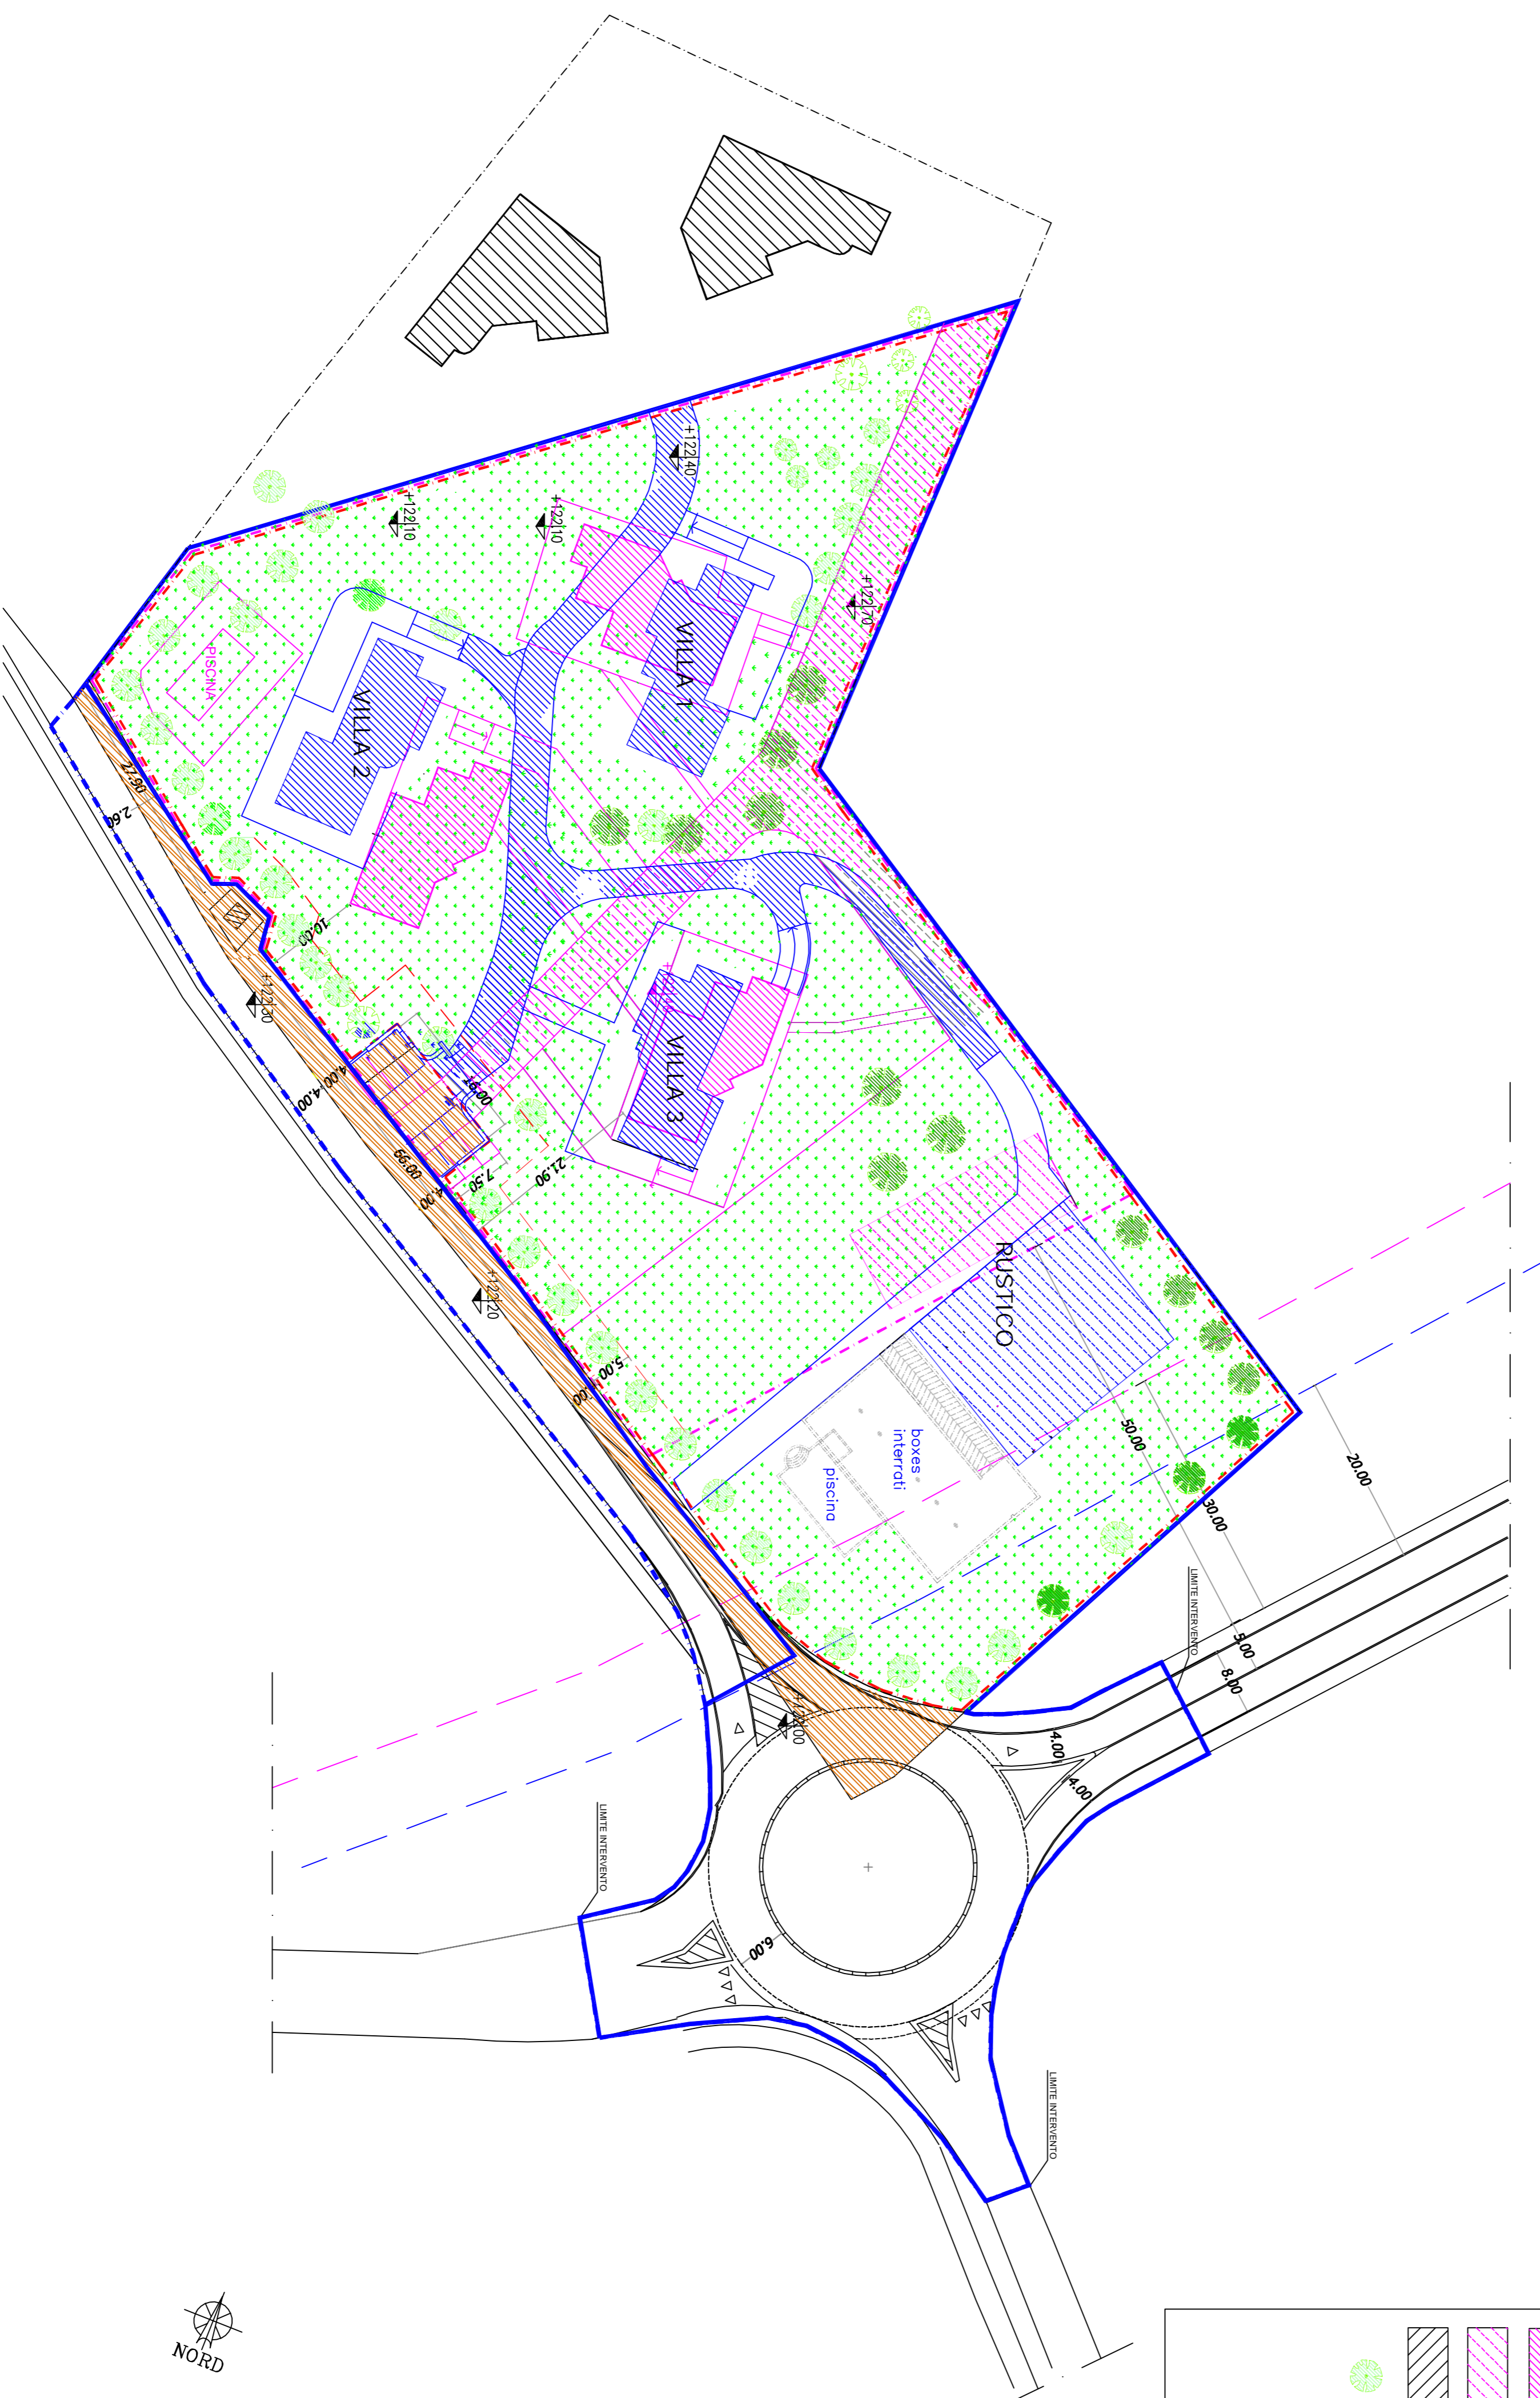 +122,40
+122,10
+122,10
+122,70
VILLA 1
PISCINA
VILLA 2
27.90
2.60
10.00
+122,30
VILLA 3
4.00
4.00
16.00
66.00
4.00
7.50
21.90
RUSTICO
+122,20
5.00
boxes
interrati
piscina
50.00
20.00
30.00
LIMITE INTERVENTO
5.00
8.00
+122,00
4.00
4.00
LIMITE INTERVENTO
6.00
LIMITE INTERVENTO
NORD